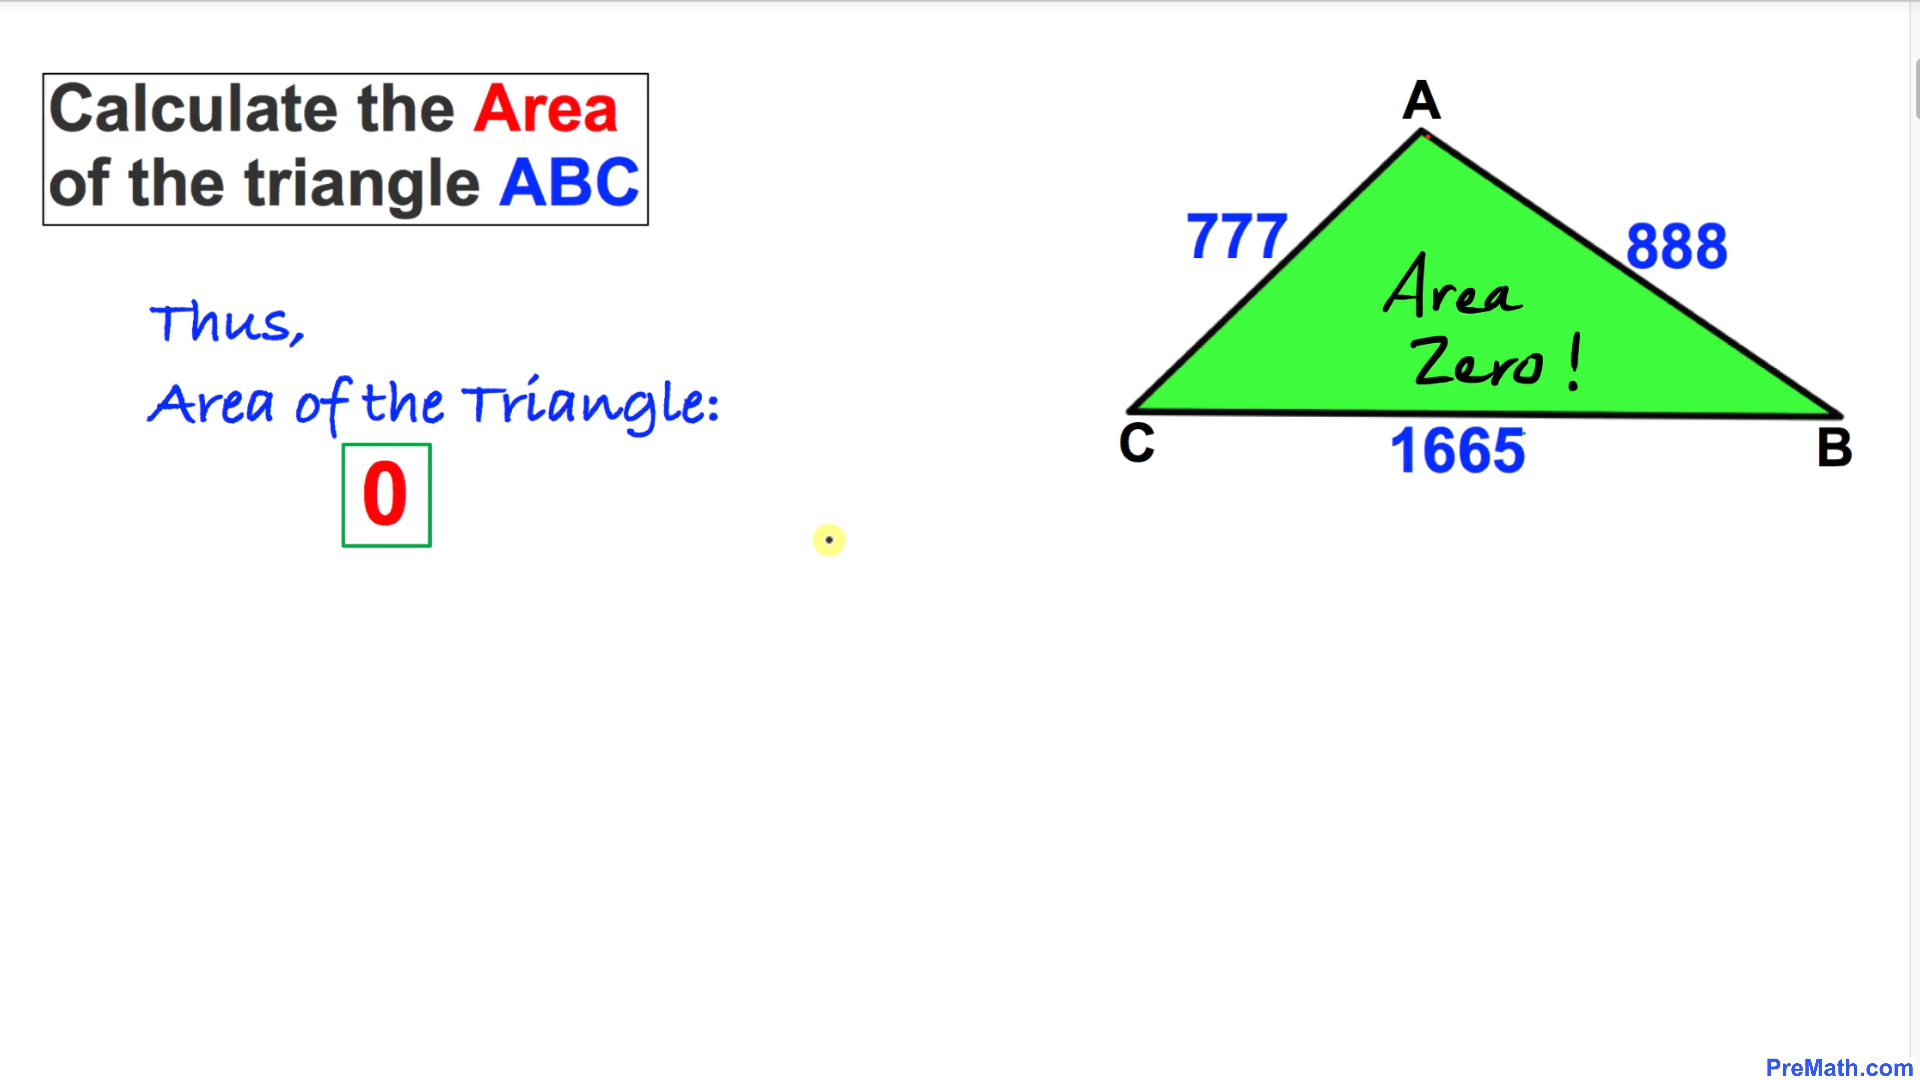 Calculate the Area
of the triangle ABC
Thus,
Area of the Triangle:
0
A
777
888
Area
Zero!
C
1665
B
PreMath.com